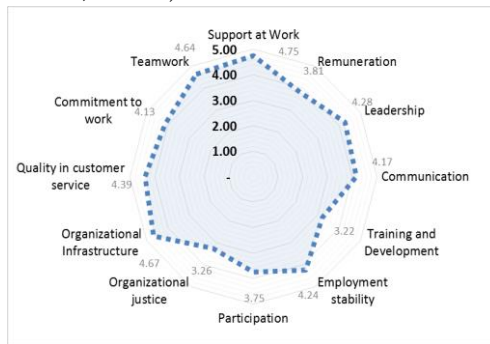 Support at Work
4.75
Remuneration
3.81
Leadership
4.28
Communication
4.17
Training and
Development
3.22
Employment
stability
4.24
Participation
3.75
Organizational
justice
3.26
Organizational
Infrastructure
4.67
Quality in customer
service
4.39
Commitment to
work
4.13
Teamwork
4.64
5.00
4.00
3.00
2.00
1.00
-